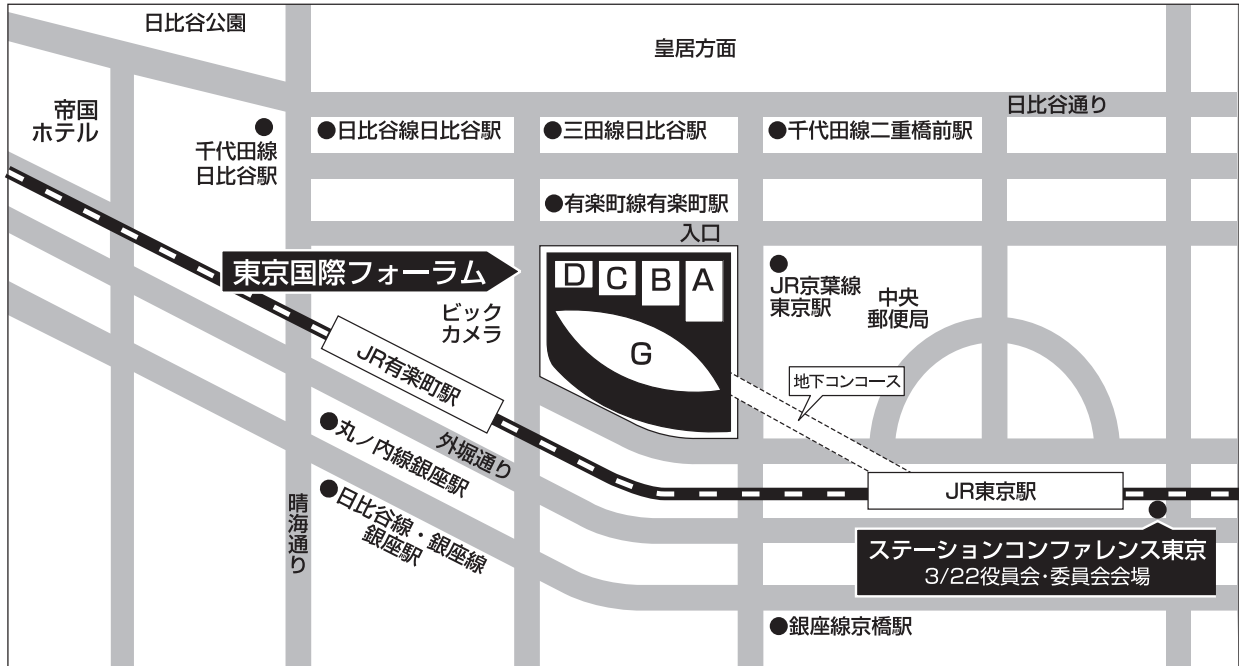 日比谷公園
皇居方面
日比谷通り
帝国
ホテル
千代田線
日比谷駅
●日比谷線日比谷駅
●三田線日比谷駅
●千代田線二重橋前駅
●有楽町線有楽町駅
入口
東京国際フォーラム
D
C
B
A
G
JR京葉線
東京駅
中央
郵便局
ビック
カメラ
JR有楽町駅
地下コンコース
丸ノ内線銀座駅
外堀通り
日比谷線・銀座線
銀座駅
晴海通り
JR東京駅
ステーションコンファレンス東京
3/22役員会・委員会会場
●銀座線京橋駅